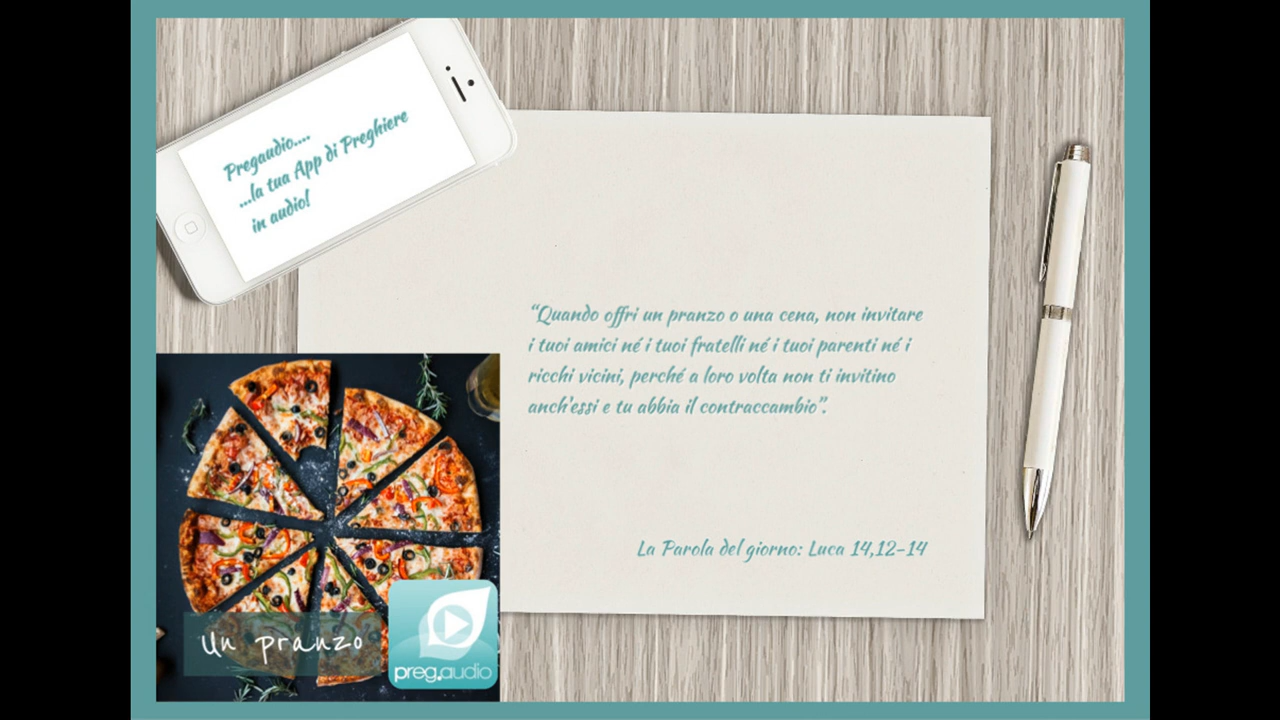 Pregaudio....
...la tua App di Preghiere
in audio!
“Quando offri un pranzo o una cena, non invitare
i tuoi amici né i tuoi fratelli né i tuoi parenti né i
ricchi vicini, perché a loro volta non ti invitino
anch'essi e tu abbia il contraccambio”.
La Parola del giorno: Luca 14,12-14
Un pranzo
preg.audio